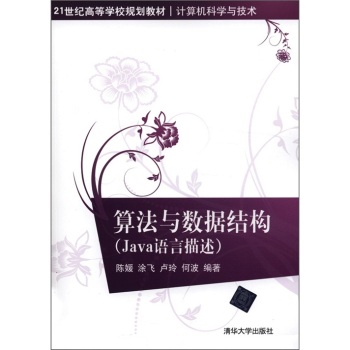 21世纪高等学校规划教材｜计算机科学与技术
算法与数据结构
(Java语言描述)
陈媛 涂飞 卢玲 何波 编著
清华大学出版社